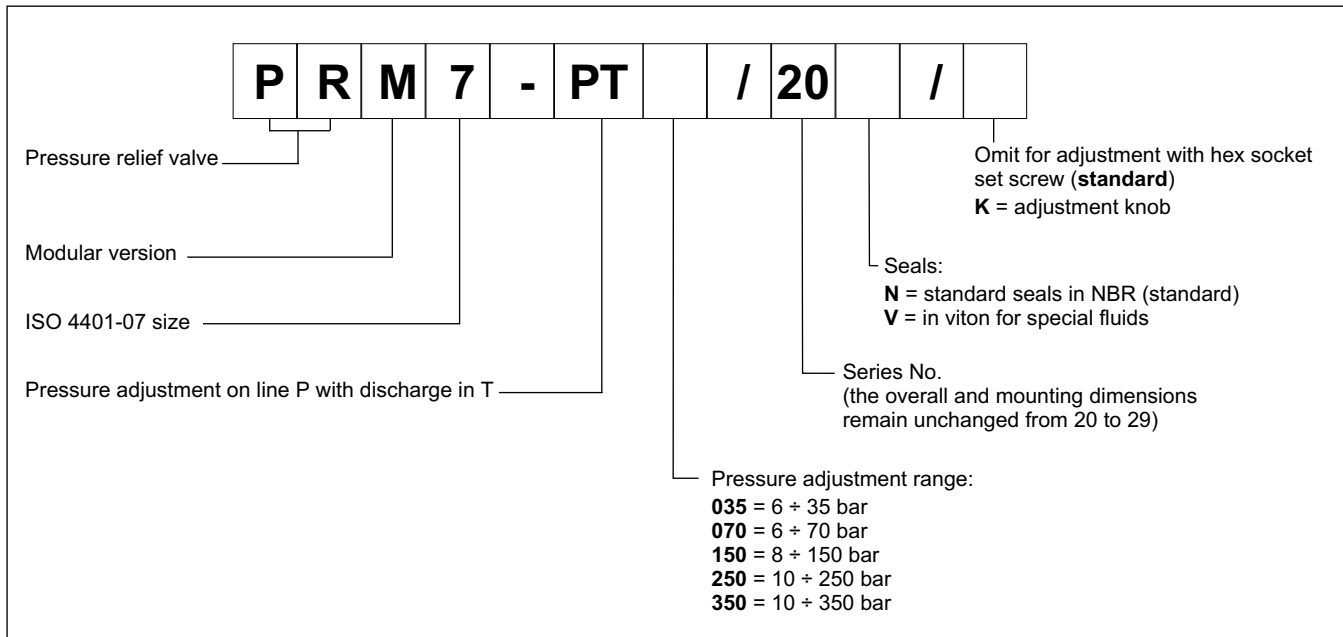 P R M 7 - PT / 20 /
Pressure relief valve
Modular version
ISO 4401-07 size
Pressure adjustment on line P with discharge in T
Omit for adjustment with hex socket
set screw (standard)
K = adjustment knob
Seals:
N = standard seals in NBR (standard)
V = in viton for special fluids
Series No.
(the overall and mounting dimensions
remain unchanged from 20 to 29)
Pressure adjustment range:
035 = 6 ÷ 35 bar
070 = 6 ÷ 70 bar
150 = 8 ÷ 150 bar
250 = 10 ÷ 250 bar
350 = 10 ÷ 350 bar